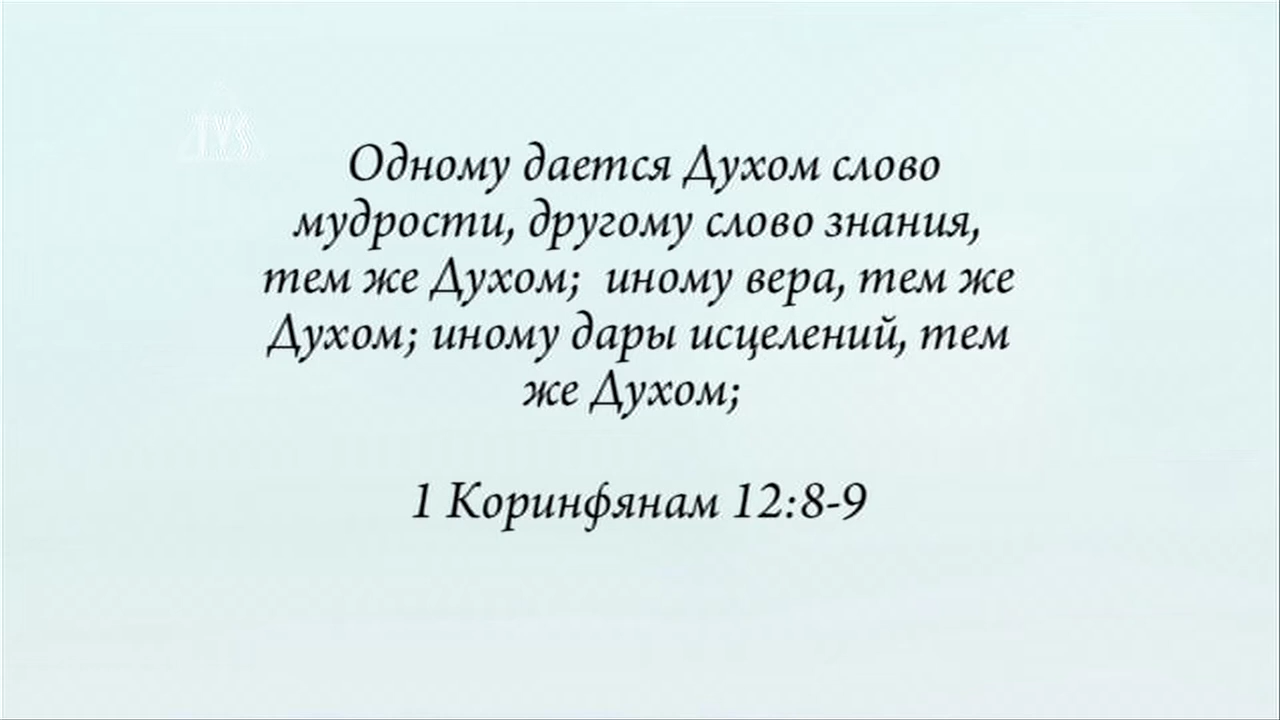 TVS
Одному дается Духом слово
мудрости, другому слово знания,
тем же Духом;  иному вера, тем же
Духом; иному дары исцелений, тем
же Духом;
1 Коринфянам 12:8-9